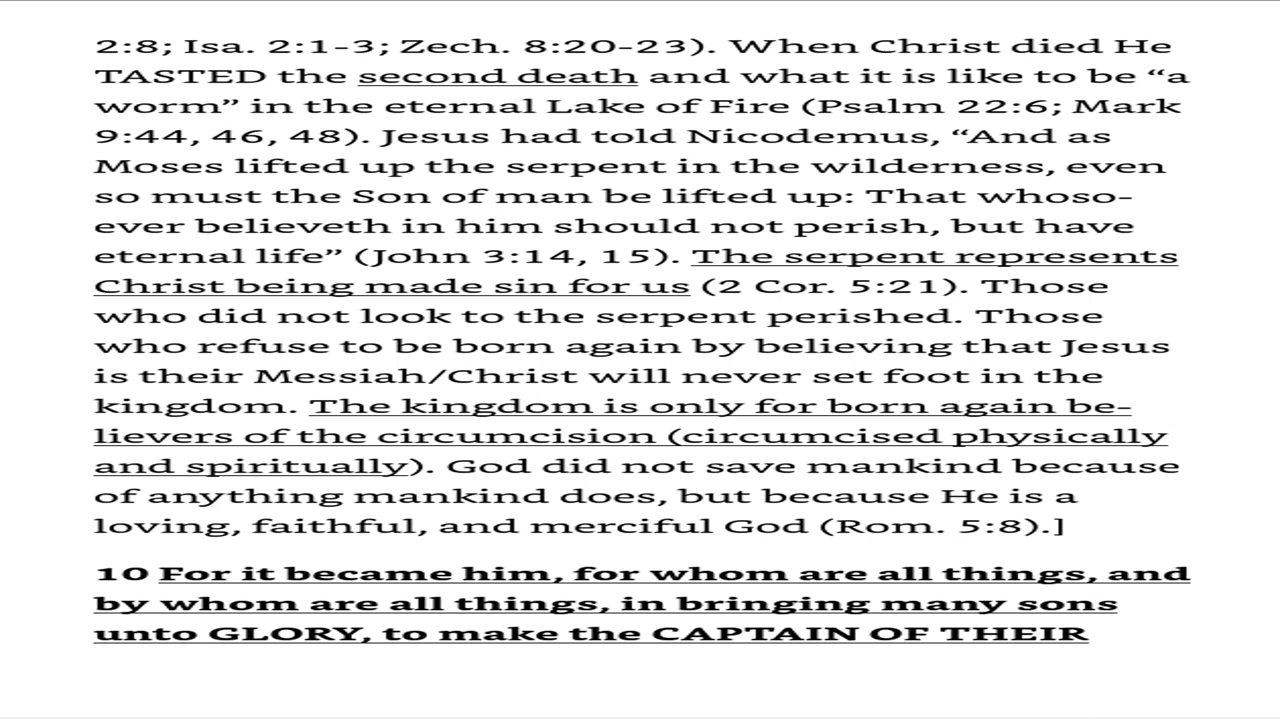 2:8; Isa. 2:1-3; Zech. 8:20-23). When Christ died He
TASTED the second death and what it is like to be “a
worm” in the eternal Lake of Fire (Psalm 22:6; Mark
9:44, 46, 48). Jesus had told Nicodemus, “And as
Moses lifted up the serpent in the wilderness, even
so must the Son of man be lifted up: That whoso-
ever believeth in him should not perish, but have
eternal life” (John 3:14, 15). The serpent represents
Christ being made sin for us (2 Cor. 5:21). Those
who did not look to the serpent perished. Those
who refuse to be born again by believing that Jesus
is their Messiah/Christ will never set foot in the
kingdom. The kingdom is only for born again be-
lievers of the circumcision (circumcised physically
and spiritually). God did not save mankind because
of anything mankind does, but because He is a
loving, faithful, and merciful God (Rom. 5:8).]
10 For it became him, for whom are all things, and
by whom are all things, in bringing many sons
unto GLORY, to make the CAPTAIN OF THEIR